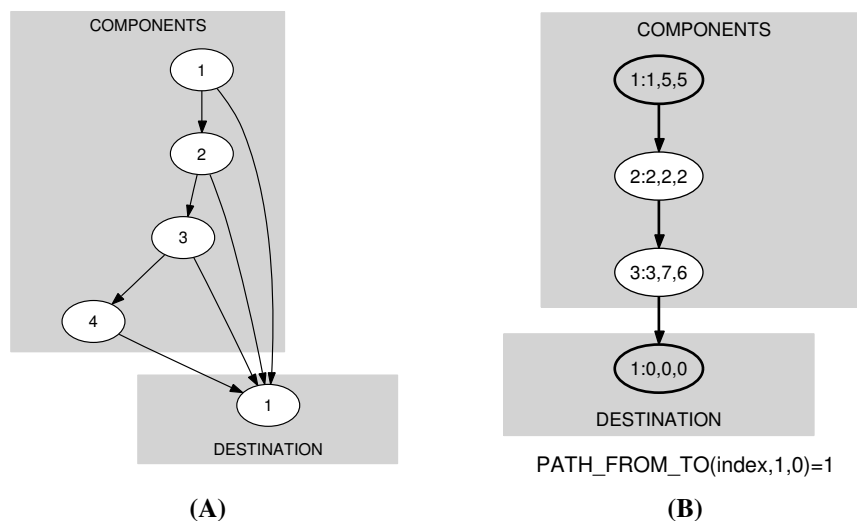 COMPONENTS
1
2
3
4
1
DESTINATION
(A)
COMPONENTS
1:1,5,5
2:2,2,2
3:3,7,6
1:0,0,0
DESTINATION
PATH_FROM_TO(index,1,0)=1
(B)